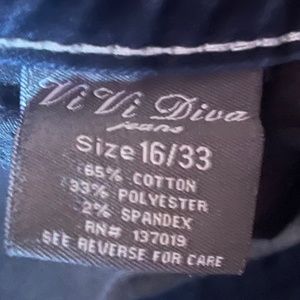 ViVi Diva
jeans
Size 16/33
65% COTTON
33% POLYESTER
2% SPANDEX
RN# 137019
SEE REVERSE FOR CARE